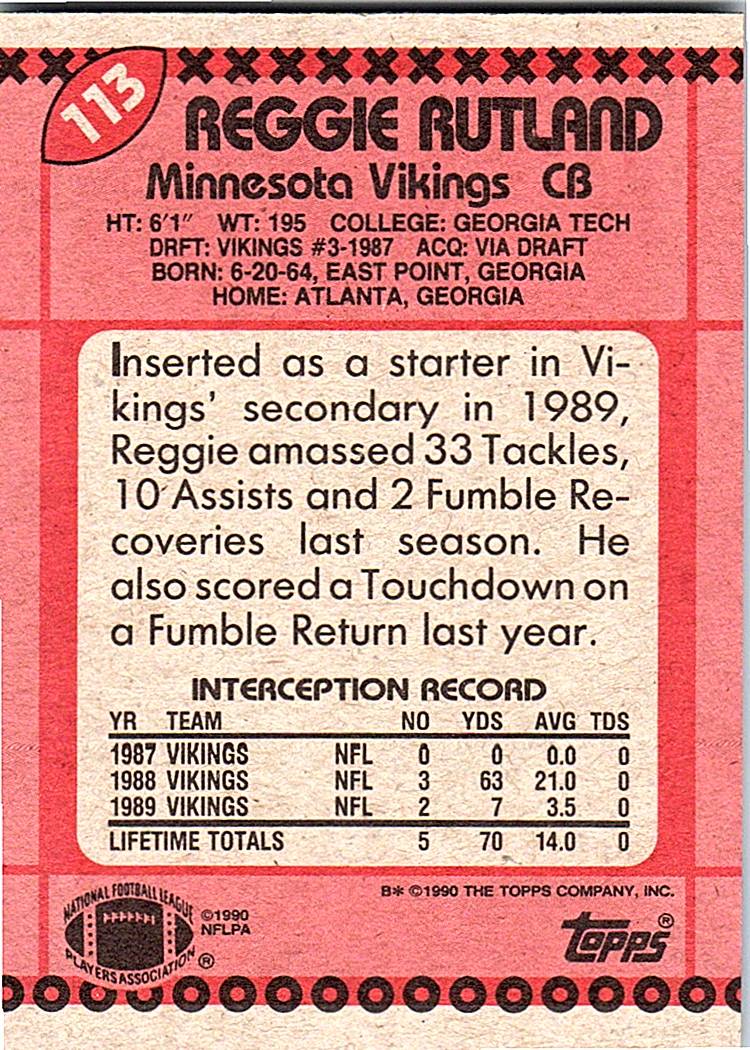 113
REGGIE RUTLAND
Minnesota Vikings CB
HT: 6'1" WT: 195 COLLEGE: GEORGIA TECH
DRFT: VIKINGS #3-1987 ACQ: VIA DRAFT
BORN: 6-20-64, EAST POINT, GEORGIA
HOME: ATLANTA, GEORGIA
Inserted as a starter in Vi-
kings' secondary in 1989,
Reggie amassed 33 Tackles,
10 Assists and 2 Fumble Re-
coveries last season. He
also scored a Touchdown on
a Fumble Return last year.
INTERCEPTION RECORD
YR TEAM NO YDS AVG TDS
1987 VIKINGS NFL 0 0 0.0 0
1988 VIKINGS NFL 3 63 21.0 0
1989 VIKINGS NFL 2 7 3.5 0
LIFETIME TOTALS 5 70 14.0 0
B* ©1990 THE TOPPS COMPANY, INC.
NATIONAL FOOTBALL LEAGUE
PLAYERS ASSOCIATION ®
©1990
NFLPA
topps ®